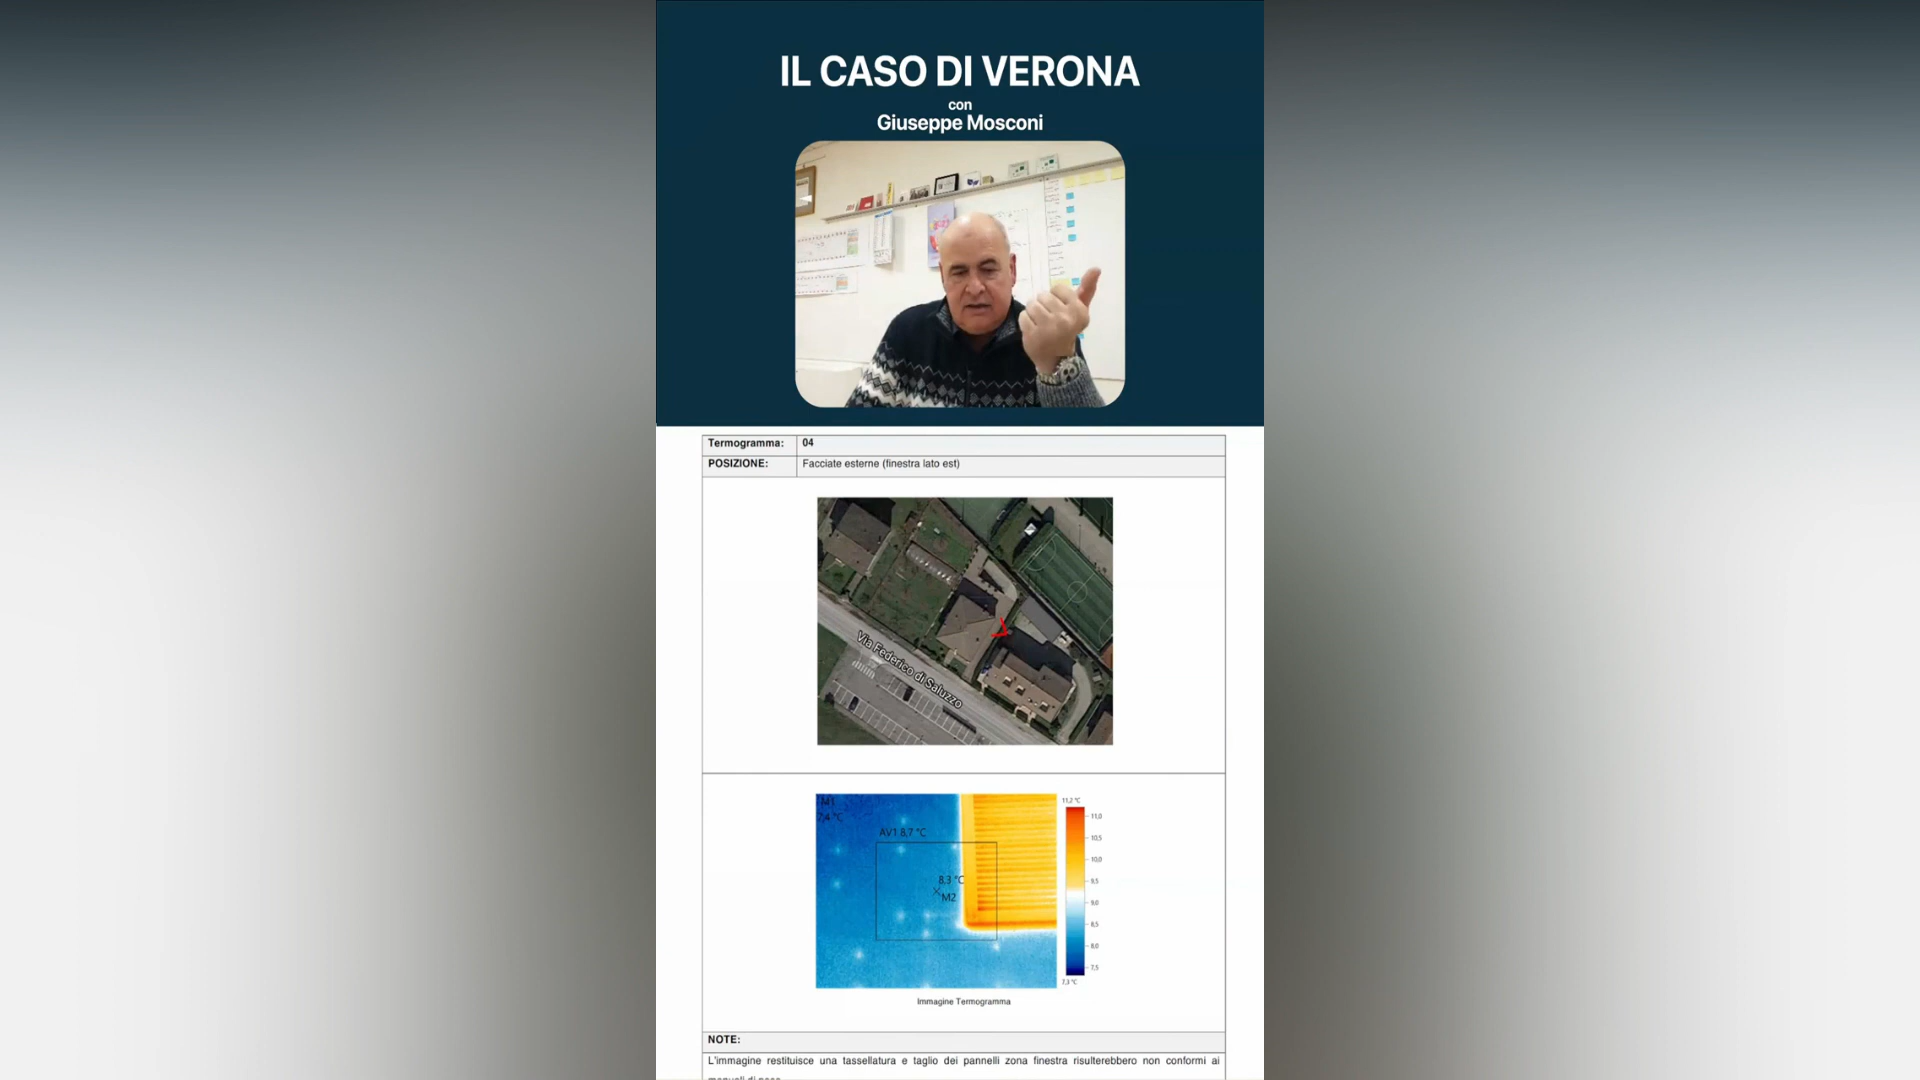 IL CASO DI VERONA
con
Giuseppe Mosconi
Termogramma: 04
POSIZIONE: Facciate esterne (finestra lato est)
Via Federico di Saluzzo
M1
7,4 °C
AV1 8,7 °C
8,3 °C
M2
11,2 °C
11,0
10,5
10,0
9,5
9,0
8,5
8,0
7,5
7,3 °C
Immagine Termogramma
NOTE:
L'immagine restituisce una tassellatura e taglio dei pannelli zona finestra risulterebbero non conformi ai